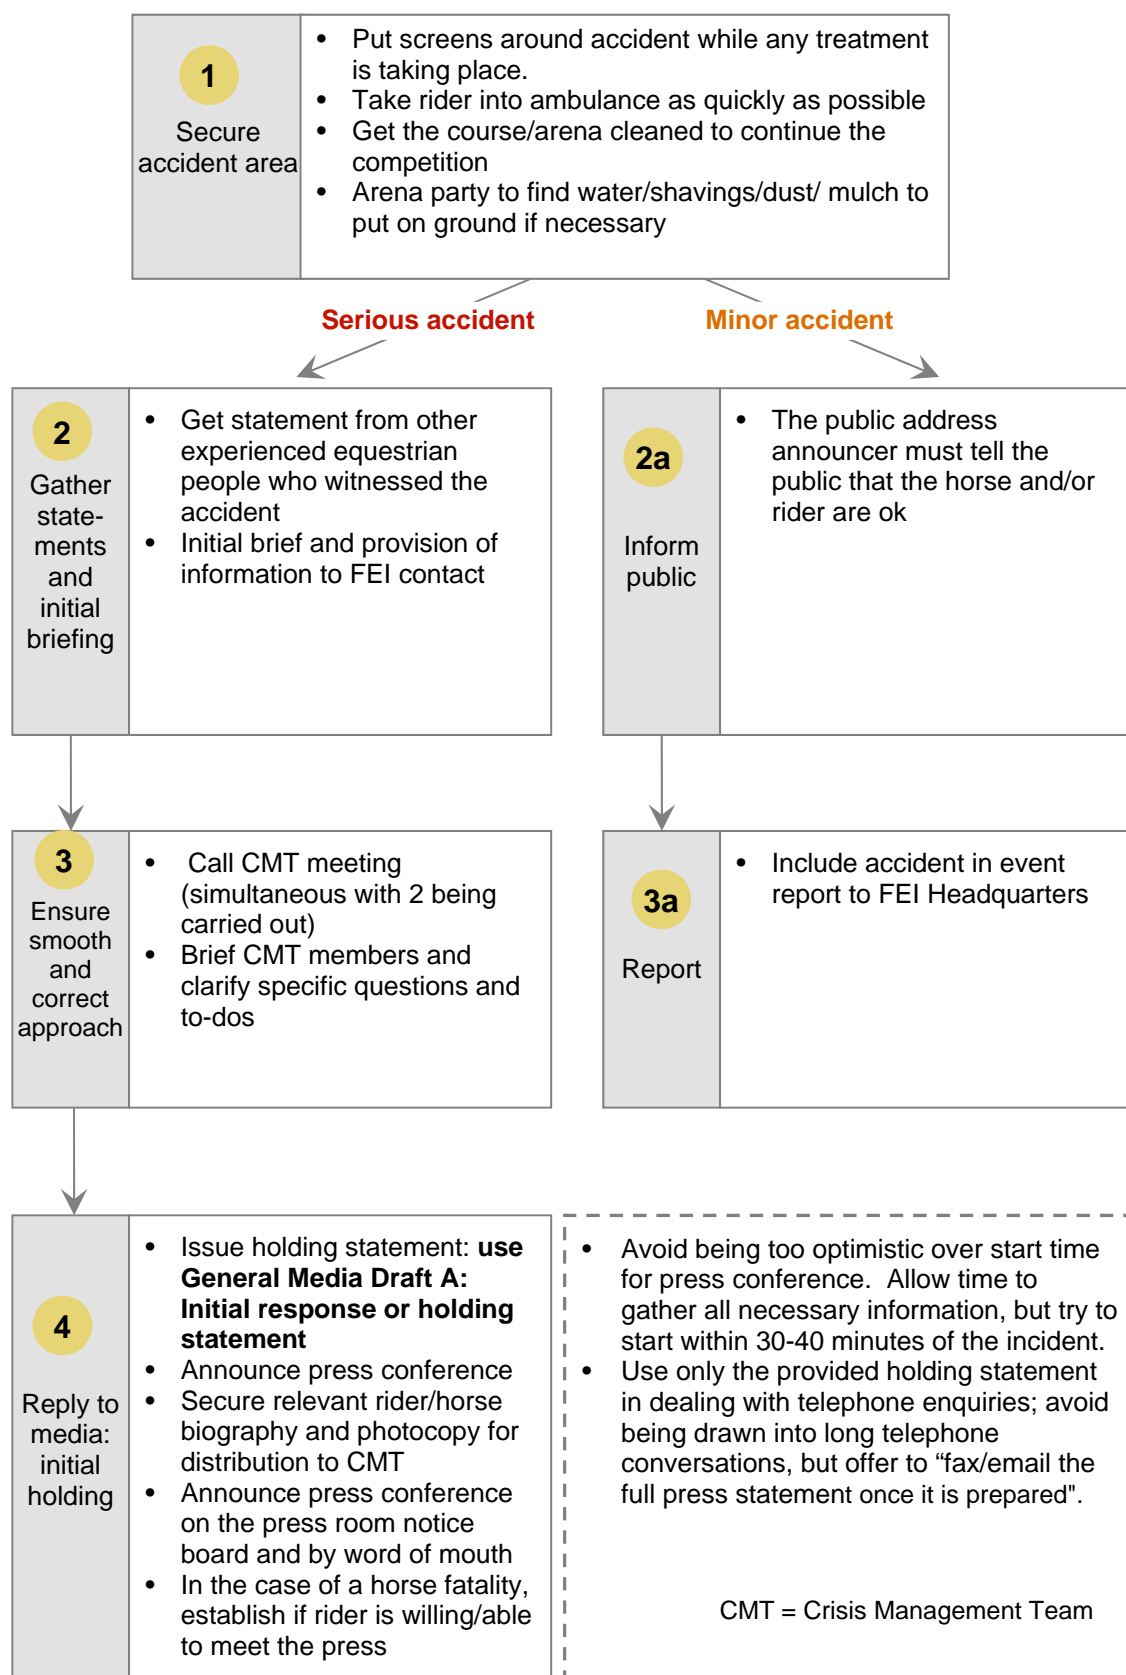 1
Secure
accident area
• Put screens around accident while any treatment
is taking place.
• Take rider into ambulance as quickly as possible
• Get the course/arena cleaned to continue the
competition
• Arena party to find water/shavings/dust/ mulch to
put on ground if necessary
Serious accident
Minor accident
2
Gather
state-
ments
and
initial
briefing
• Get statement from other
experienced equestrian
people who witnessed the
accident
• Initial brief and provision of
information to FEI contact
2a
Inform
public
• The public address
announcer must tell the
public that the horse and/or
rider are ok
3
Ensure
smooth
and
correct
approach
• Call CMT meeting
(simultaneous with 2 being
carried out)
• Brief CMT members and
clarify specific questions and
to-dos
3a
Report
• Include accident in event
report to FEI Headquarters
4
Reply to
media:
initial
holding
• Issue holding statement: use
General Media Draft A:
Initial response or holding
statement
• Announce press conference
• Secure relevant rider/horse
biography and photocopy for
distribution to CMT
• Announce press conference
on the press room notice
board and by word of mouth
• In the case of a horse fatality,
establish if rider is willing/able
to meet the press
• Avoid being too optimistic over start time
for press conference.  Allow time to
gather all necessary information, but try to
start within 30-40 minutes of the incident.
• Use only the provided holding statement
in dealing with telephone enquiries; avoid
being drawn into long telephone
conversations, but offer to “fax/email the
full press statement once it is prepared".
CMT = Crisis Management Team